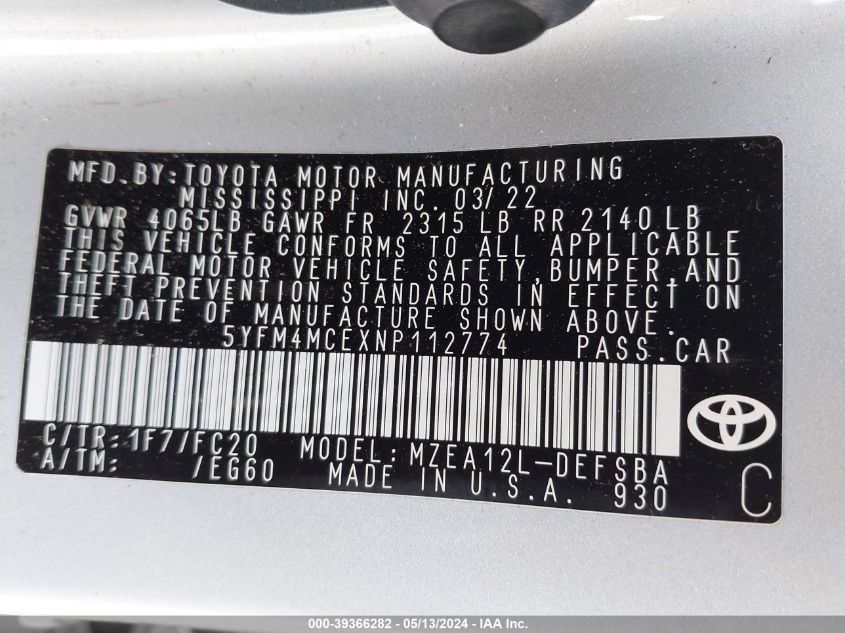 MFD.BY:TOYOTA MOTOR MANUFACTURING
MISSISSIPPI INC. 03/22
GVWR 4065LB GAWR FR 2315 LB RR 2140 LB
THIS VEHICLE CONFORMS TO ALL APPLICABLE
FEDERAL MOTOR VEHICLE SAFETY,BUMPER,AND
THEFT PREVENTION STANDARDS IN EFFECT ON
THE DATE OF MANUFACTURE SHOWN ABOVE.
5YFM4MCEXNP112774 PASS.CAR
C/TR:1F7/FC20 MODEL:MZEA12L-DEFSBA
A/TM: /EG60 MADE IN U.S.A. 930
C
000-39366282 - 05/13/2024 - IAA Inc.